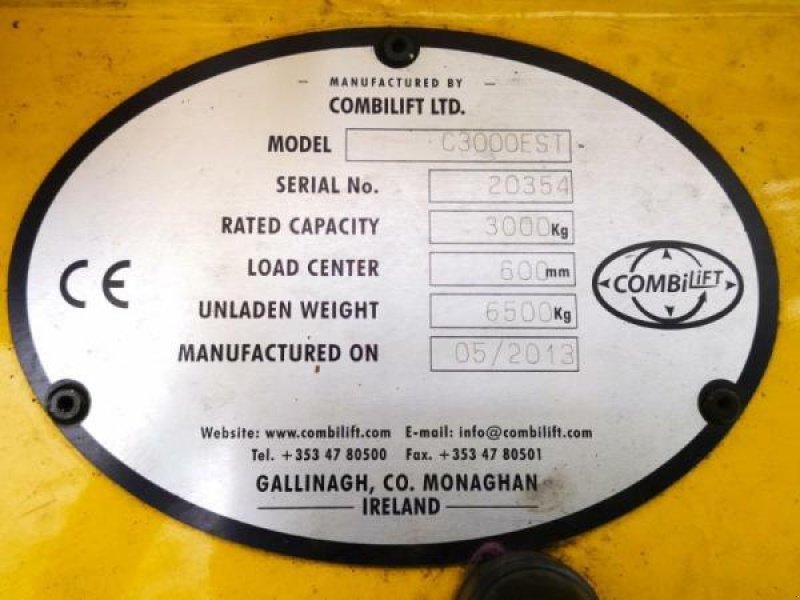 MANUFACTURED BY
COMBILIFT LTD.
MODEL C3000EST
SERIAL No. 20354
RATED CAPACITY 3000Kg
LOAD CENTER 600mm
CE
COMBiLiFT
UNLADEN WEIGHT 6500Kg
MANUFACTURED ON 05/2013
Website: www.combilift.com E-mail: info@combilift.com
Tel. +353 47 80500 Fax. +353 47 80501
GALLINAGH, CO. MONAGHAN
IRELAND